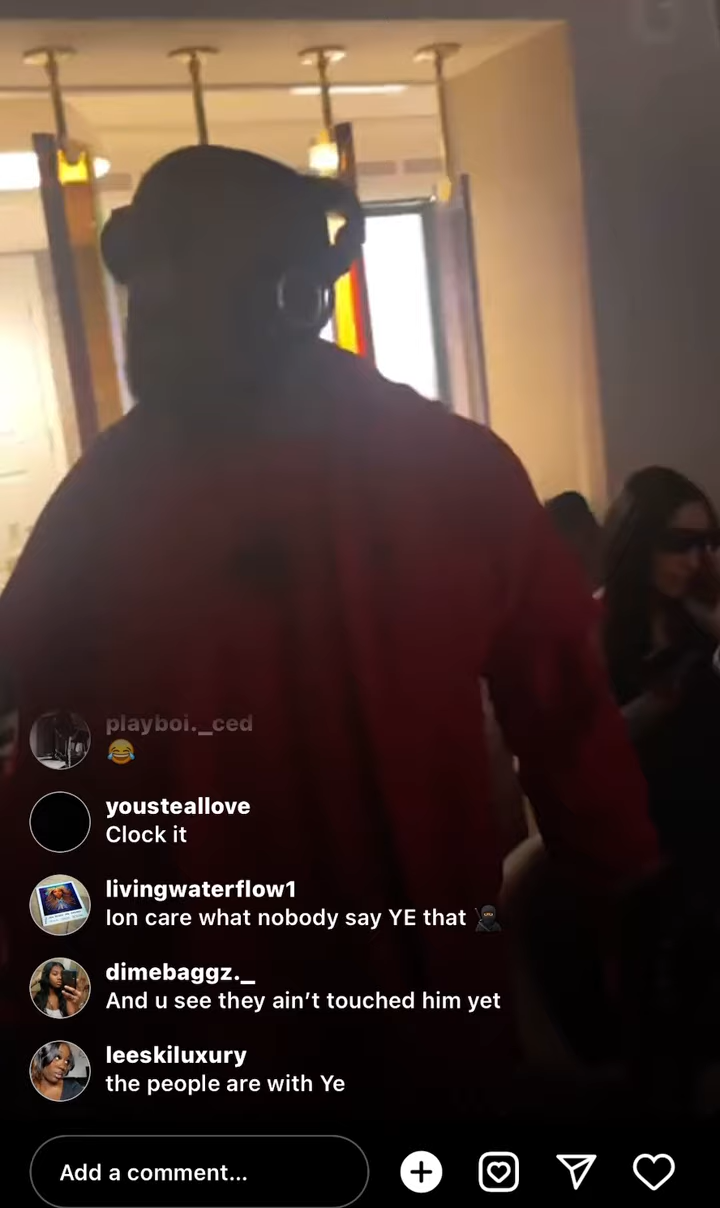 playboi._ced
😂
yousteallove
Clock it
livingwaterflow1
Ion care what nobody say YE that 🥷🏿
dimebaggz._
And u see they ain’t touched him yet
leeskiluxury
the people are with Ye
Add a comment...